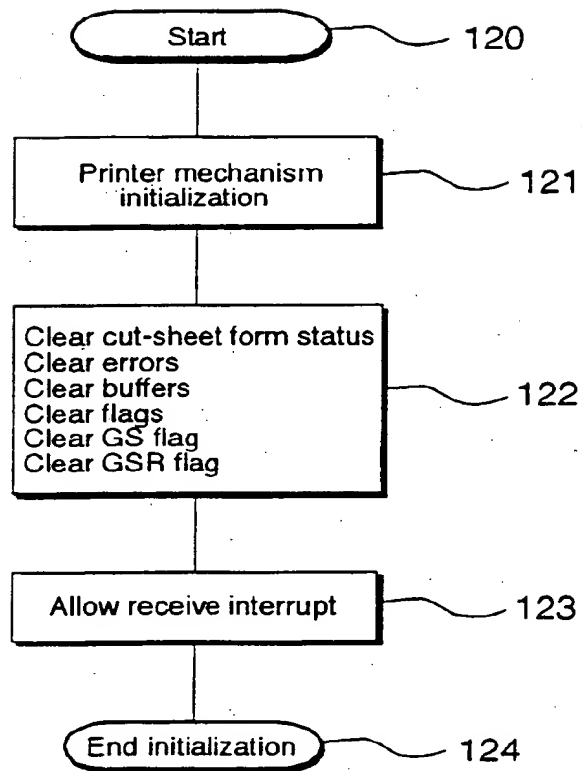 Start
120
Printer mechanism
initialization
121
Clear cut-sheet form status
Clear errors
Clear buffers
Clear flags
Clear GS flag
Clear GSR flag
122
Allow receive interrupt
123
End initialization
124